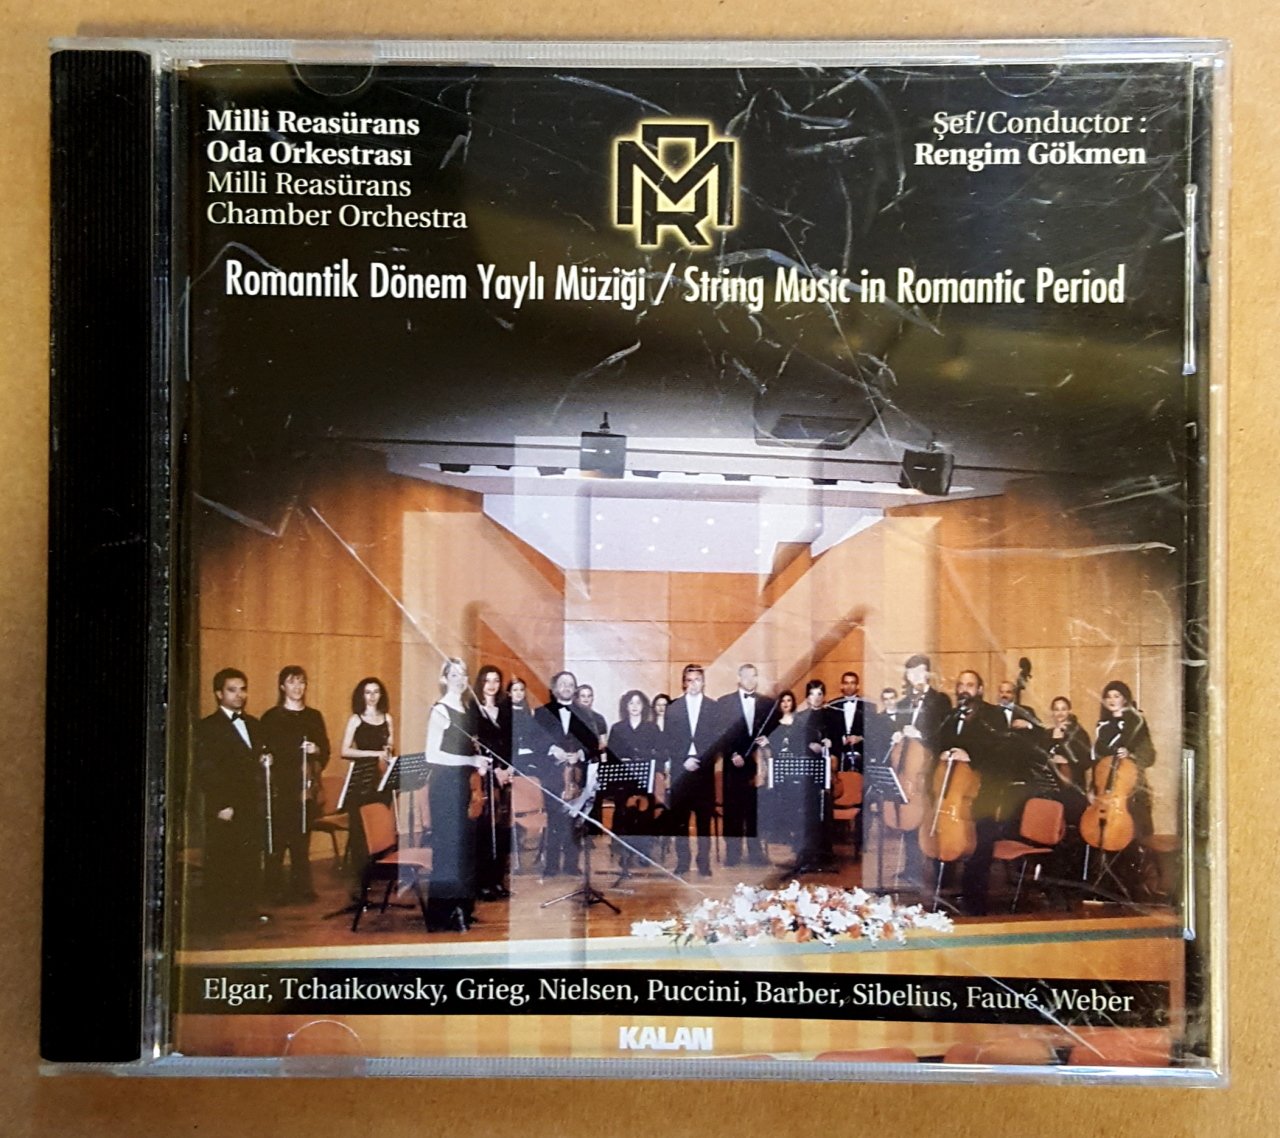 Milli Reasürans
Oda Orkestrası
Milli Reasürans
Chamber Orchestra
MR
Şef/Conductor :
Rengim Gökmen
Romantik Dönem Yaylı Müziği / String Music in Romantic Period
Elgar, Tchaikowsky, Grieg, Nielsen, Puccini, Barber, Sibelius, Fauré, Weber
KALAN